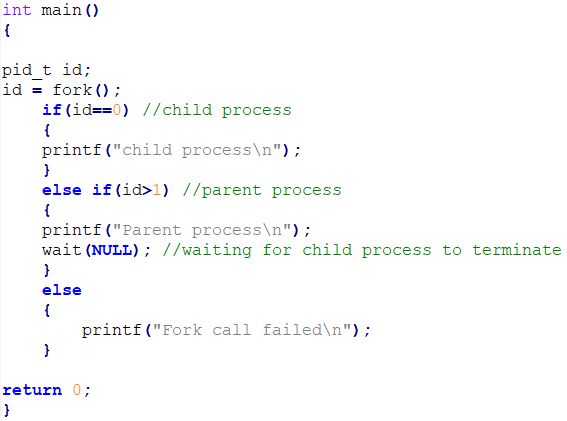 int main()
{
pid_t id;
id = fork();
if(id==0) //child process
{
printf("child process\n");
}
else if(id>1) //parent process
{
printf("Parent process\n");
wait(NULL); //waiting for child process to terminate
}
else
{
printf("Fork call failed\n");
}
return 0;
}